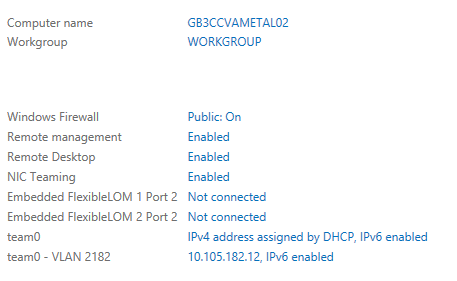 Computer name GB3CCVAMETAL02
Workgroup WORKGROUP
Windows Firewall Public: On
Remote management Enabled
Remote Desktop Enabled
NIC Teaming Enabled
Embedded FlexibleLOM 1 Port 2 Not connected
Embedded FlexibleLOM 2 Port 2 Not connected
team0 IPv4 address assigned by DHCP, IPv6 enabled
team0 - VLAN 2182 10.105.182.12, IPv6 enabled